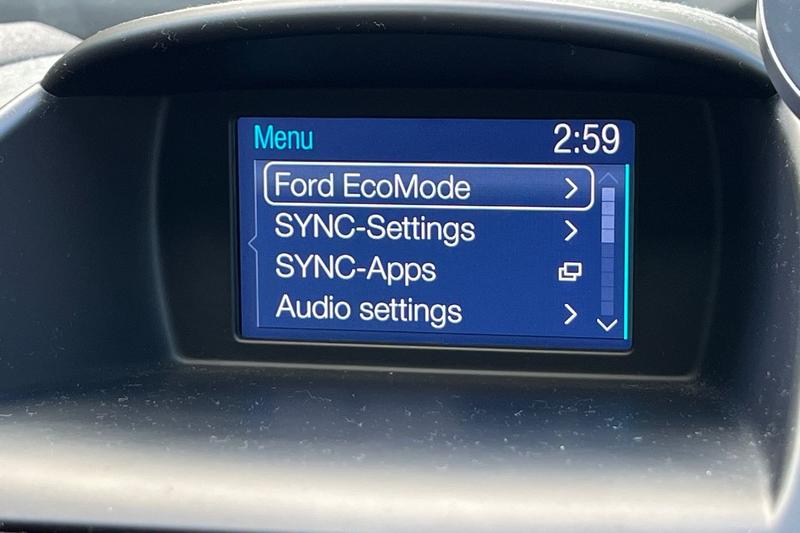 Menu 2:59
Ford EcoMode
SYNC-Settings
SYNC-Apps
Audio settings